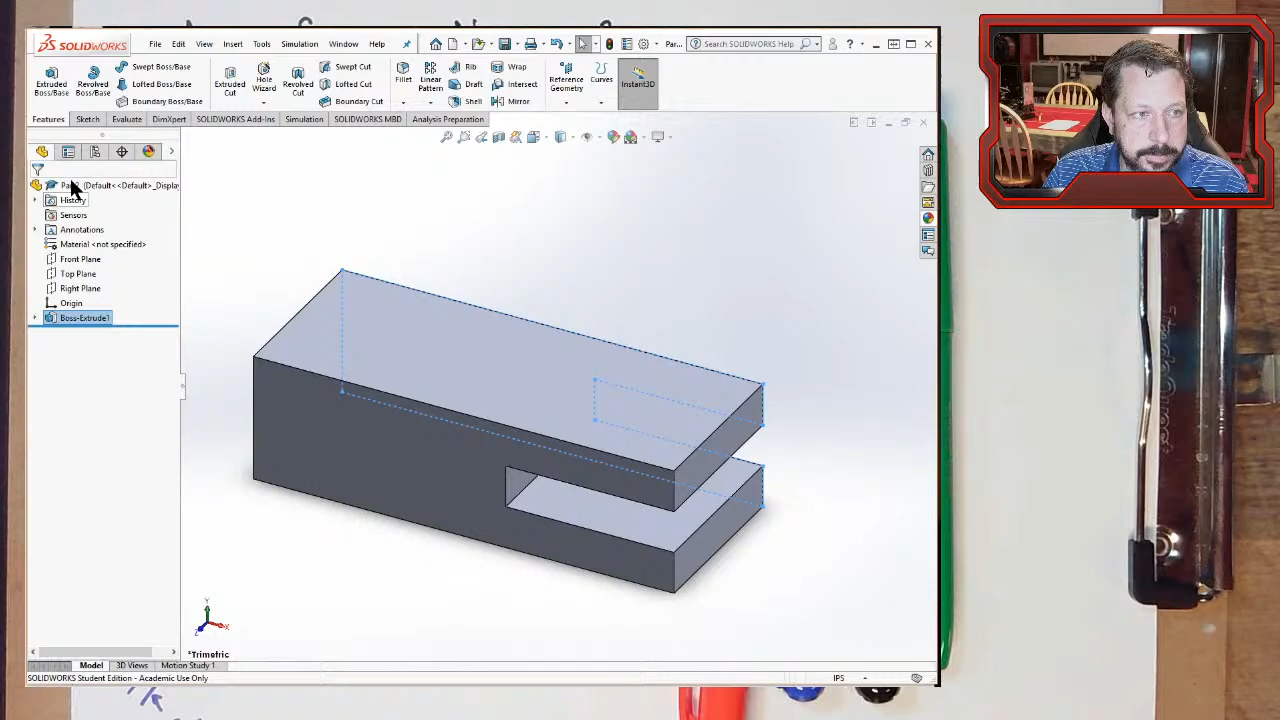 SOLIDWORKS File Edit View Insert Tools Simulation Window Help Par... Search SOLIDWORKS Help
Extruded Boss/Base Revolved Boss/Base Swept Boss/Base Lofted Boss/Base Boundary Boss/Base Extruded Cut Hole Wizard Revolved Cut Swept Cut Lofted Cut Boundary Cut Fillet Linear Pattern Rib Draft Shell Wrap Intersect Mirror Reference Geometry Curves Instant3D
Features Sketch Evaluate DimXpert SOLIDWORKS Add-Ins Simulation SOLIDWORKS MBD Analysis Preparation
(Default<<Default>_Display
History
Sensors
Annotations
Material <not specified>
Front Plane
Top Plane
Right Plane
Origin
Boss-Extrude1
Y
X
Z
*Trimetric
Model 3D Views Motion Study 1
SOLIDWORKS Student Edition - Academic Use Only IPS -